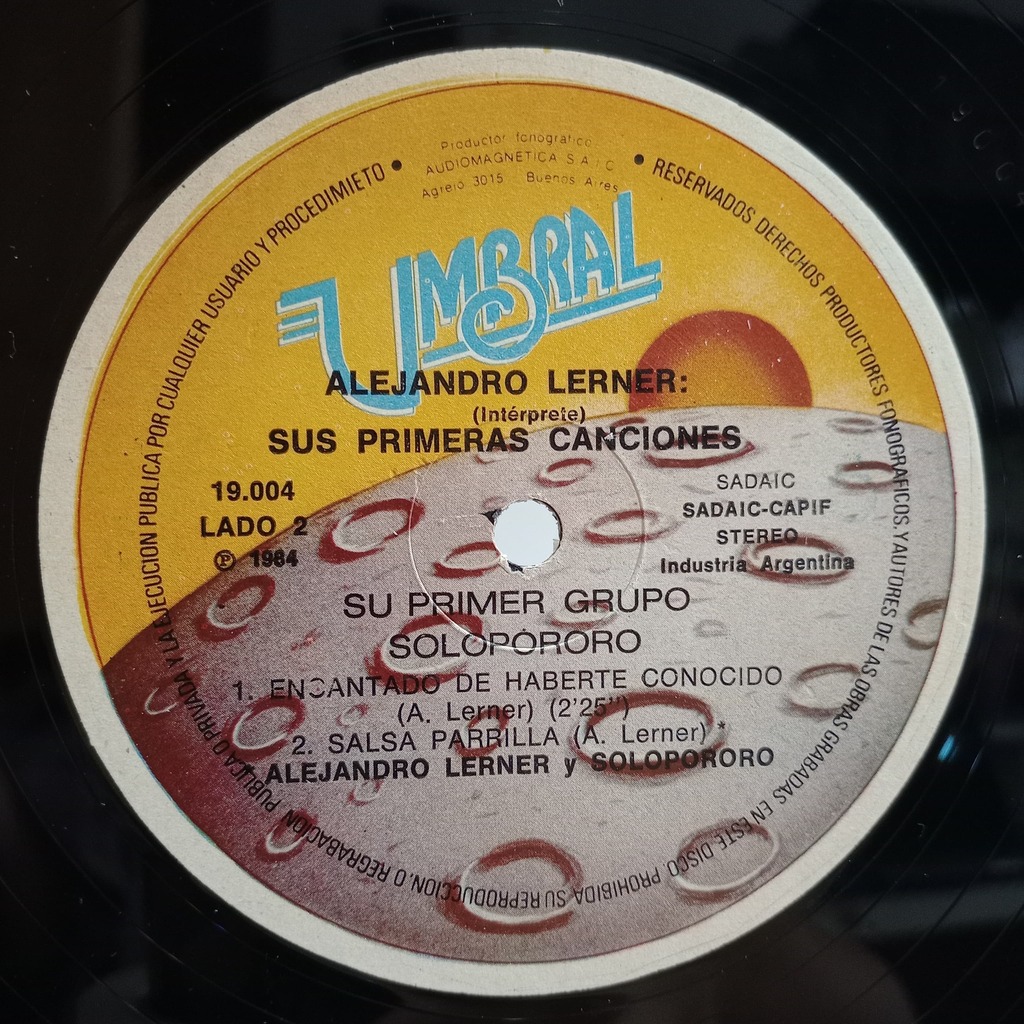 Productor fonografico
AUDIOMAGNETICA S.A.I.C.
Agrelo 3015 Buenos Aires
UMBRAL
ALEJANDRO LERNER:
(Intérprete)
SUS PRIMERAS CANCIONES
19.004
LADO 2
℗ 1984
SADAIC
SADAIC-CAPIF
STEREO
Industria Argentina
SU PRIMER GRUPO
SOLOPÓRORO
1. ENCANTADO DE HABERTE CONOCIDO
(A. Lerner) (2'25")
2. SALSA PARRILLA (A. Lerner) *
ALEJANDRO LERNER y SOLOPORORO
• RESERVADOS DERECHOS PRODUCTORES FONOGRAFICOS, Y AUTORES DE LAS OBRAS GRABADAS EN ESTE DISCO. PROHIBIDA SU REPRODUCCION, O REGRABACION PUBLICA O PRIVADA Y LA EJECUCION PUBLICA POR CUALQUIER USUARIO Y PROCEDIMIETO •